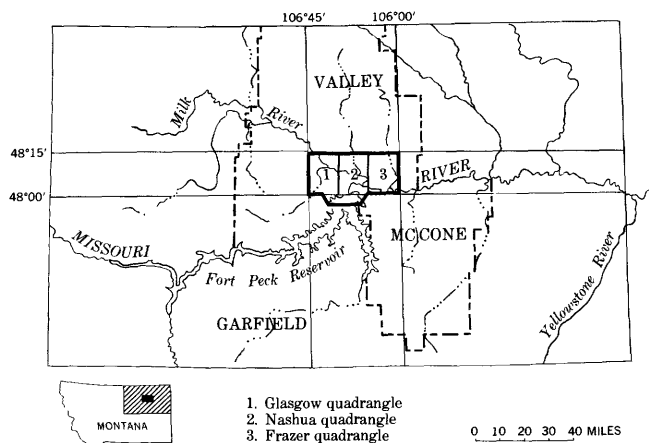 106°45' 106°00'
VALLEY
Milk River
48°15'
1 2 3
RIVER
48°00'
MISSOURI
MCCONE
Fort Peck Reservoir
Yellowstone River
GARFIELD
MONTANA
1. Glasgow quadrangle
2. Nashua quadrangle
3. Frazer quadrangle
0 10 20 30 40 MILES